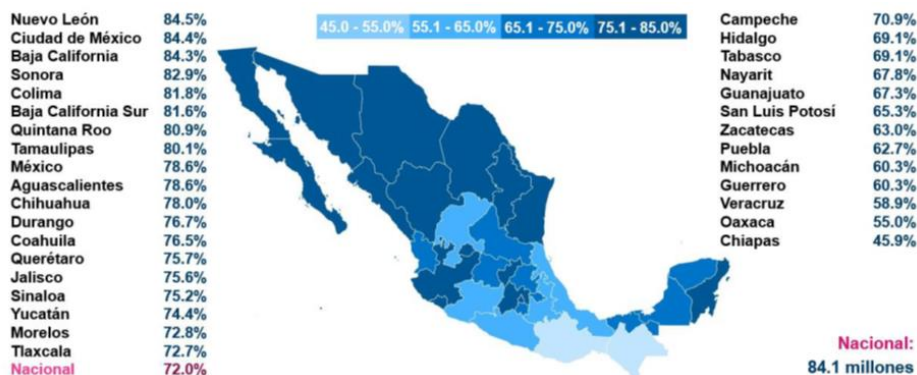 45.0 - 55.0% 55.1 - 65.0% 65.1 - 75.0% 75.1 - 85.0%
Nuevo León 84.5%
Ciudad de México 84.4%
Baja California 84.3%
Sonora 82.9%
Colima 81.8%
Baja California Sur 81.6%
Quintana Roo 80.9%
Tamaulipas 80.1%
México 78.6%
Aguascalientes 78.6%
Chihuahua 78.0%
Durango 76.7%
Coahuila 76.5%
Querétaro 75.7%
Jalisco 75.6%
Sinaloa 75.2%
Yucatán 74.4%
Morelos 72.8%
Tlaxcala 72.7%
Nacional 72.0%
Campeche 70.9%
Hidalgo 69.1%
Tabasco 69.1%
Nayarit 67.8%
Guanajuato 67.3%
San Luis Potosí 65.3%
Zacatecas 63.0%
Puebla 62.7%
Michoacán 60.3%
Guerrero 60.3%
Veracruz 58.9%
Oaxaca 55.0%
Chiapas 45.9%
Nacional:
84.1 millones